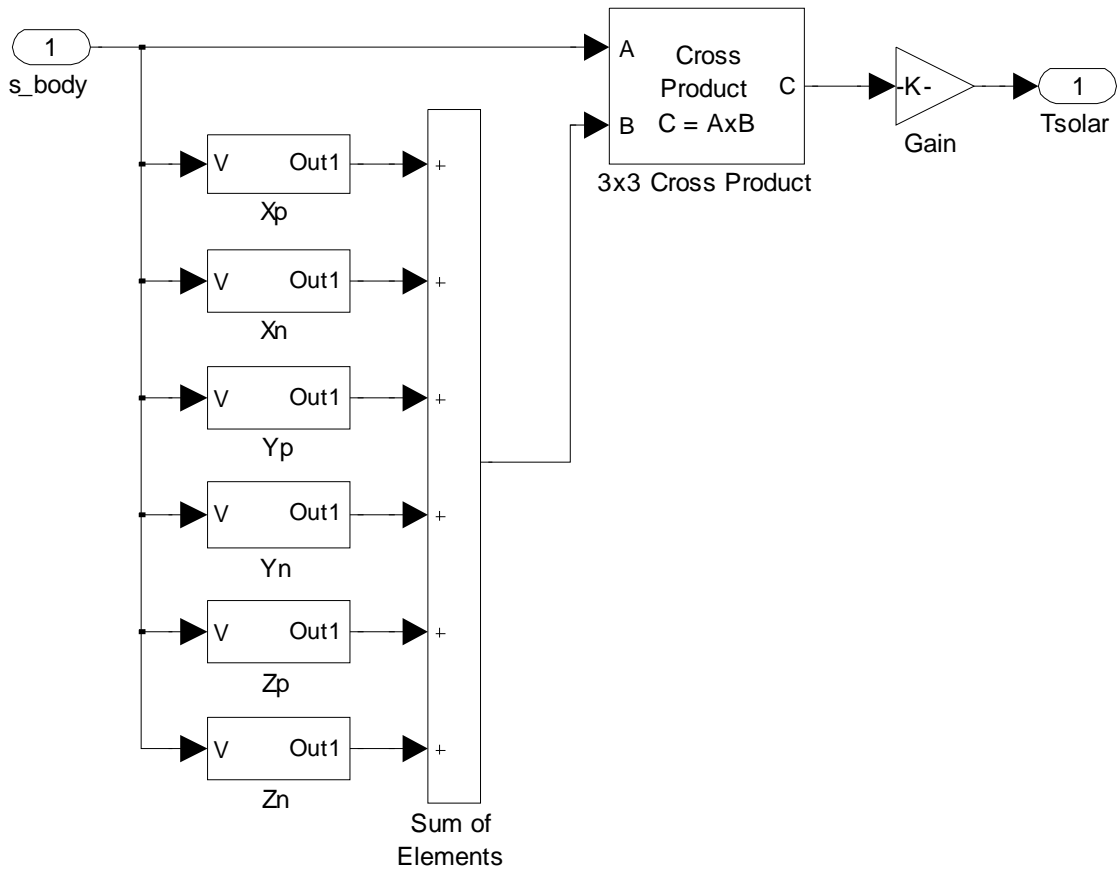 1
s_body
A
B
Cross
Product
C = AxB
C
3x3 Cross Product
-K-
Gain
1
Tsolar
V
Out1
+
Xp
V
Out1
+
Xn
V
Out1
+
Yp
V
Out1
+
Yn
V
Out1
+
Zp
V
Out1
+
Zn
Sum of
Elements